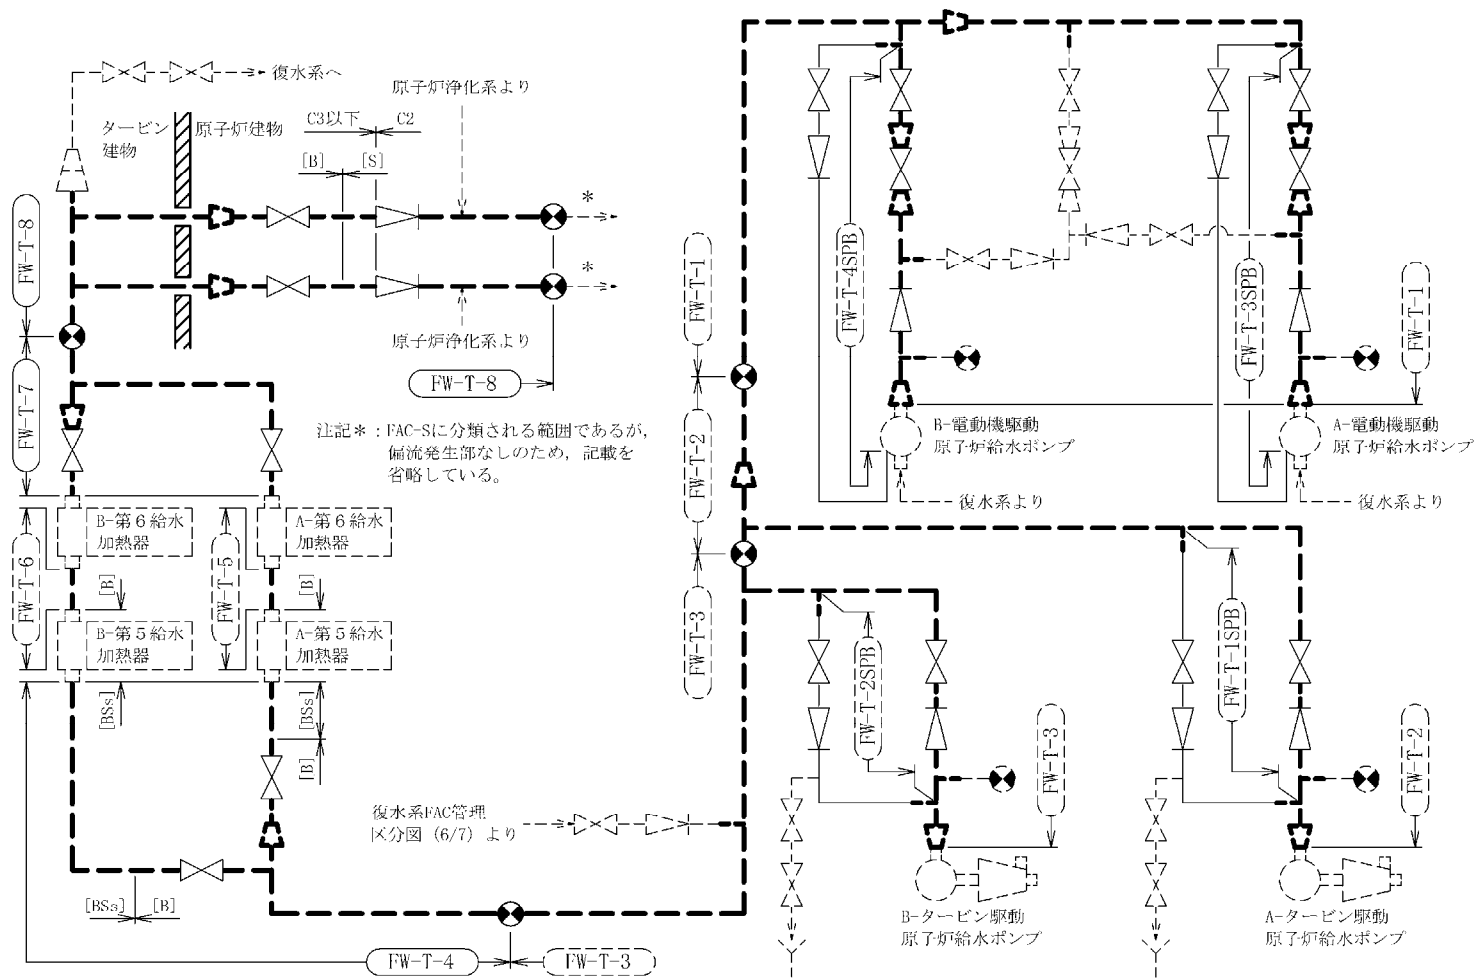 復水系へ
原子炉浄化系より
タービン
建物
原子炉建物
C3以下
C2
[B]
[S]
*
*
原子炉浄化系より
FW-T-8
FW-T-8
FW-T-7
注記* : FAC-Sに分類される範囲であるが,
偏流発生部なしのため, 記載を
省略している。
B-第6給水
加熱器
A-第6給水
加熱器
FW-T-6
FW-T-5
[B]
[B]
B-第5給水
加熱器
A-第5給水
加熱器
[BSs]
[BSs]
[B]
[BSs]
[B]
復水系FAC管理
区分図 (6/7) より
FW-T-4
FW-T-3
FW-T-1
FW-T-2
FW-T-3
FW-T-4SPB
FW-T-3SPB
FW-T-1
B-電動機駆動
原子炉給水ポンプ
復水系より
A-電動機駆動
原子炉給水ポンプ
復水系より
FW-T-2SPB
FW-T-1SPB
FW-T-3
FW-T-2
B-タービン駆動
原子炉給水ポンプ
A-タービン駆動
原子炉給水ポンプ